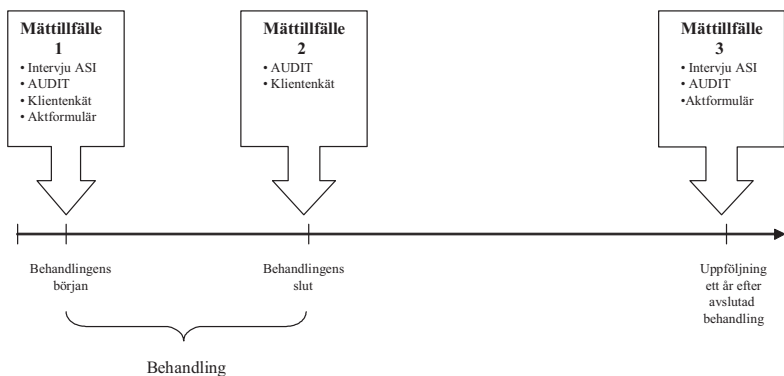 Mättillfälle
1
• Intervju ASI
• AUDIT
• Klientenkät
• Aktformulär
Mättillfälle
2
• AUDIT
• Klientenkät
Mättillfälle
3
• Intervju ASI
• AUDIT
•Aktformulär
Behandlingens
början
Behandlingens
slut
Uppföljning
ett år efter
avslutad
behandling
Behandling